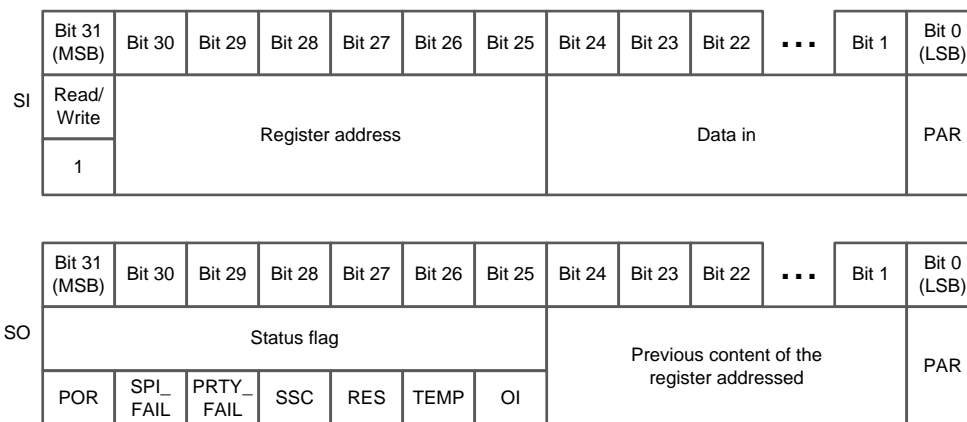 Bit 31 (MSB) Bit 30 Bit 29 Bit 28 Bit 27 Bit 26 Bit 25 Bit 24 Bit 23 Bit 22 ... Bit 1 Bit 0 (LSB)
SI
Read/
Write
Register address Data in PAR
1
Bit 31 (MSB) Bit 30 Bit 29 Bit 28 Bit 27 Bit 26 Bit 25 Bit 24 Bit 23 Bit 22 ... Bit 1 Bit 0 (LSB)
SO
Status flag
Previous content of the
register addressed
PAR
POR SPI_ FAIL PRTY_ FAIL SSC RES TEMP OI